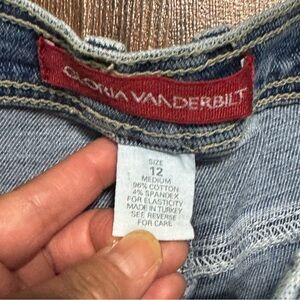 GLORIA VANDERBILT
SIZE
12
MEDIUM
96% COTTON
4% SPANDEX
FOR ELASTICITY
MADE IN TURKEY
SEE REVERSE
FOR CARE